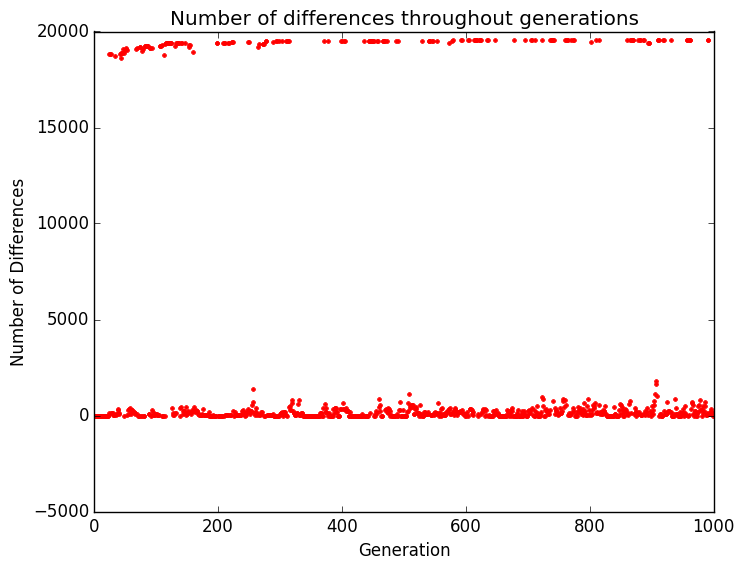 Number of differences throughout generations
20000
15000
10000
5000
0
−5000
Number of Differences
0 200 400 600 800 1000
Generation